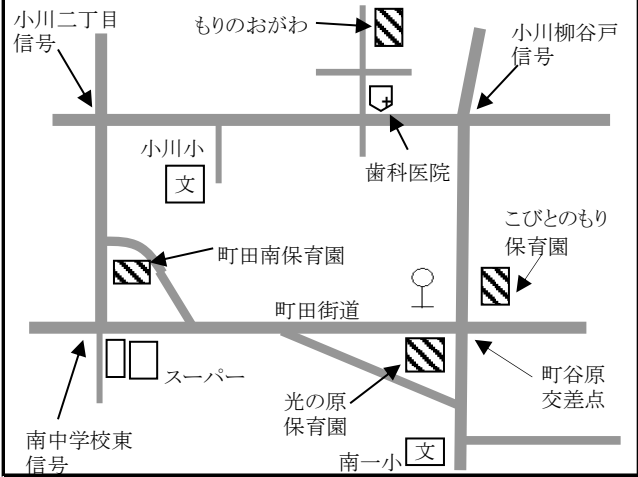 小川二丁目
信号
もりのおがわ
小川柳谷戸
信号
小川小
文
歯科医院
こびとのもり
保育園
町田南保育園
町田街道
スーパー
光の原
保育園
町谷原
交差点
南中学校東
信号
南一小
文